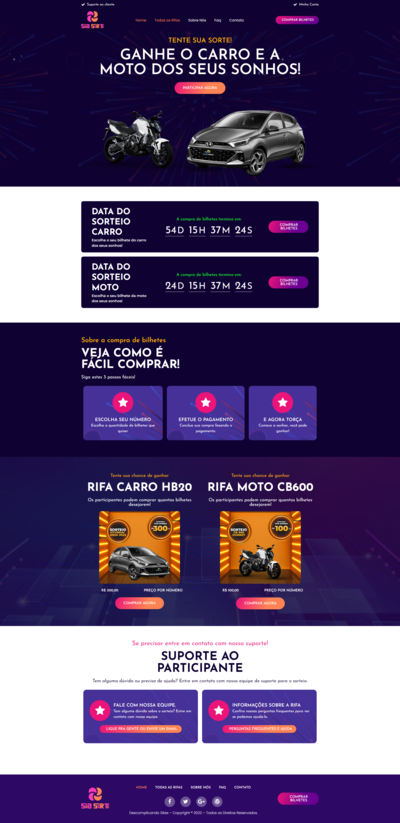 Suporte ao cliente
Minha Conta
Home
Todas as Rifas
Sobre Nós
Faq
Contato
COMPRAR BILHETES
TENTE SUA SORTE!
GANHE O CARRO E A
MOTO DOS SEUS SONHOS!
PARTICIPAR AGORA
DATA DO
SORTEIO
CARRO
Escolha o seu bilhete do carro
dos seus sonhos!
A compra de bilhetes termina em:
54D 15H 37M 24S
COMPRAR
BILHETES
DATA DO
SORTEIO
MOTO
Escolha o seu bilhete da moto
dos seus sonhos!
A compra de bilhetes termina em:
24D 15H 37M 24S
COMPRAR
BILHETES
Sobre a compra de bilhetes
VEJA COMO É
FÁCIL COMPRAR!
Siga estes 3 passos fáceis!
ESCOLHA SEU NÚMERO
Escolha a quantidade de bilhetes que
quiser
EFETUE O PAGAMENTO
Conclua sua compra fazendo o
pagamento.
E AGORA TORÇA
Comece a sonhar, você pode
ganhar!
Tente sua chance de ganhar
RIFA CARRO HB20
Os participantes podem comprar quantos bilhetes
desejarem!
SORTEIO
-300
PREÇO POR NÚMERO
COMPRAR AGORA
Tente sua chance de ganhar
RIFA MOTO CB600
Os participantes podem comprar quantos bilhetes
desejarem!
SORTEIO
-100
PREÇO POR NÚMERO
COMPRAR AGORA
Se precisar entre em contato com nosso suporte!
SUPORTE AO
PARTICIPANTE
Tem alguma dúvida ou precisa de ajuda? Entre em contato com nossa equipe de suporte para o sorteio.
FALE COM NOSSA EQUIPE.
Tem alguma dúvida sobre o sorteio? Entre em
contato com nossa equipe.
LIGUE PRA GENTE OU ENVIE UM EMAIL
INFORMAÇÕES SOBRE A RIFA
Confira nossas perguntas frequentes para ver
se podemos ajudá-lo.
PERGUNTAS FREQUENTES E AJUDA
HOME
TODAS AS RIFAS
SOBRE NÓS
FAQ
CONTATO
COMPRAR
BILHETES
Descomplicando Sites – Copyright © 2022 – Todos os Direitos Reservados